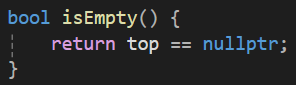 bool isEmpty() {
    return top == nullptr;
}